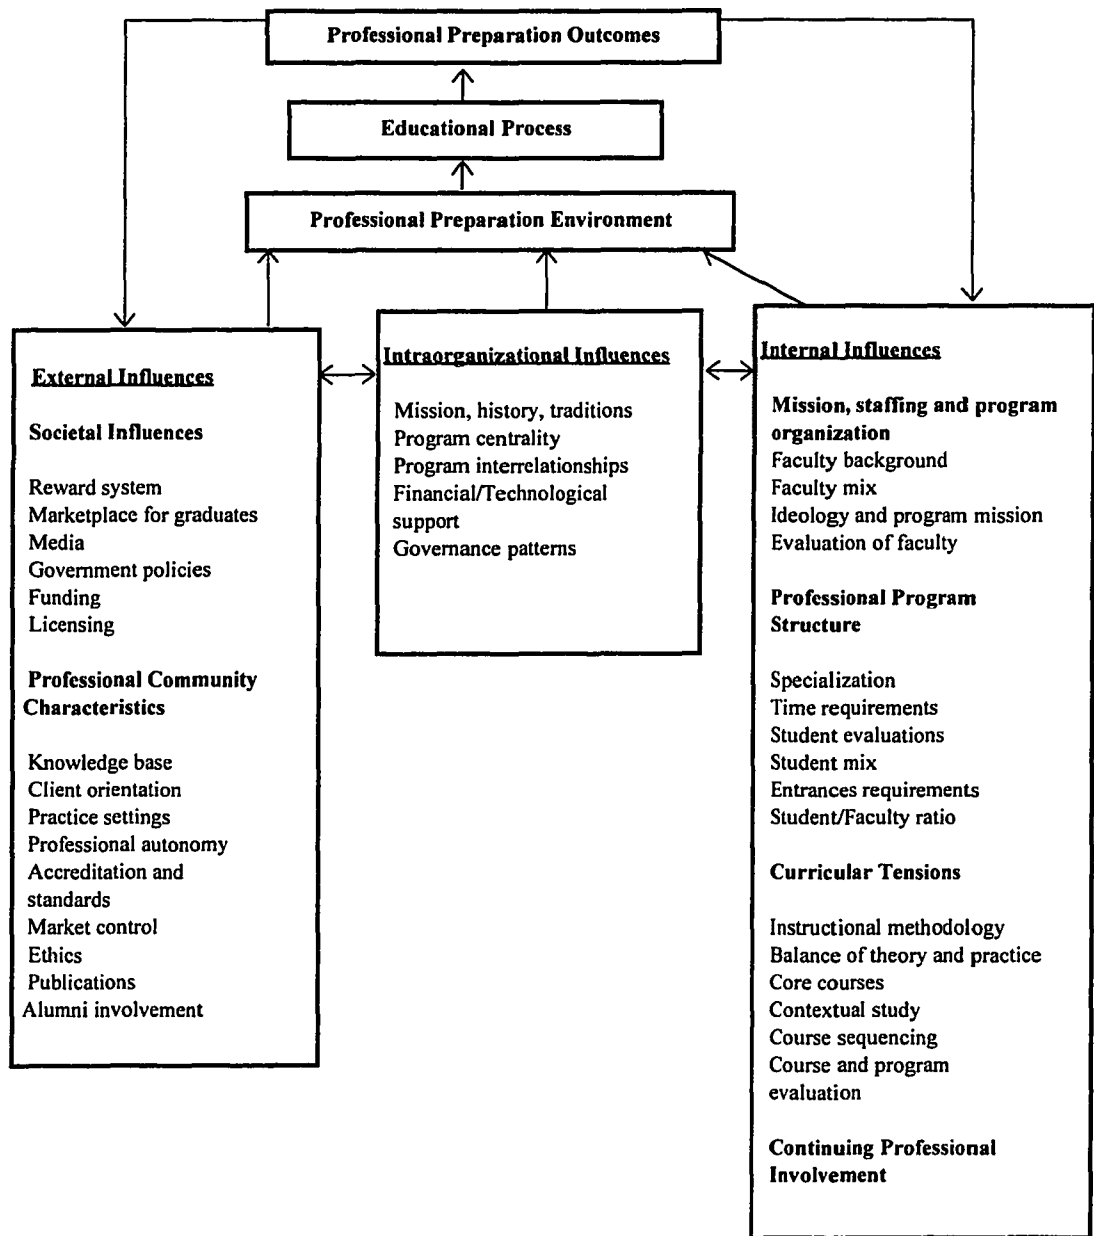 Professional Preparation Outcomes
Educational Process
Professional Preparation Environment
External Influences
Societal Influences
Reward system
Marketplace for graduates
Media
Government policies
Funding
Licensing
Professional Community
Characteristics
Knowledge base
Client orientation
Practice settings
Professional autonomy
Accreditation and
standards
Market control
Ethics
Publications
Alumni involvement
Intraorganizational Influences
Mission, history, traditions
Program centrality
Program interrelationships
Financial/Technological
support
Governance patterns
Internal Influences
Mission, staffing and program
organization
Faculty background
Faculty mix
Ideology and program mission
Evaluation of faculty
Professional Program
Structure
Specialization
Time requirements
Student evaluations
Student mix
Entrances requirements
Student/Faculty ratio
Curricular Tensions
Instructional methodology
Balance of theory and practice
Core courses
Contextual study
Course sequencing
Course and program
evaluation
Continuing Professional
Involvement